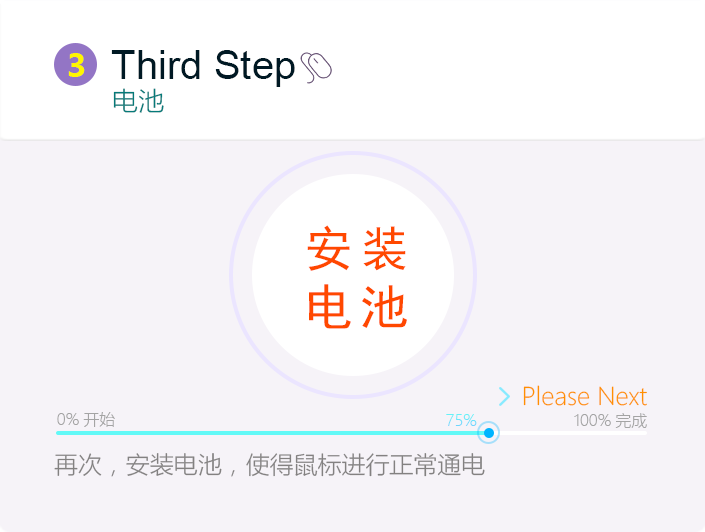 3 Third Step
电池
安装
电池
Please Next
0% 开始 75% 100% 完成
再次，安装电池，使得鼠标进行正常通电